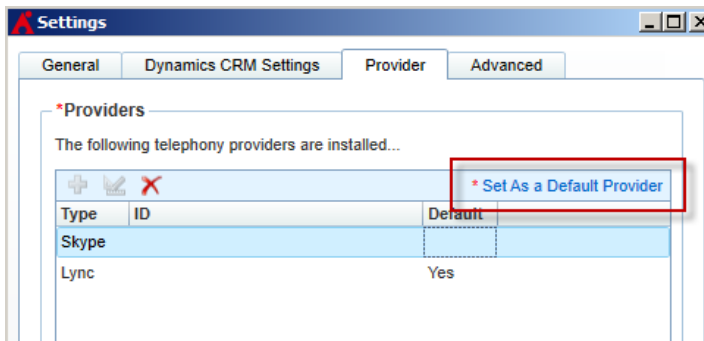 Settings
General Dynamics CRM Settings Provider Advanced
*Providers
The following telephony providers are installed...
* Set As a Default Provider
Type ID Default
Skype
Lync Yes